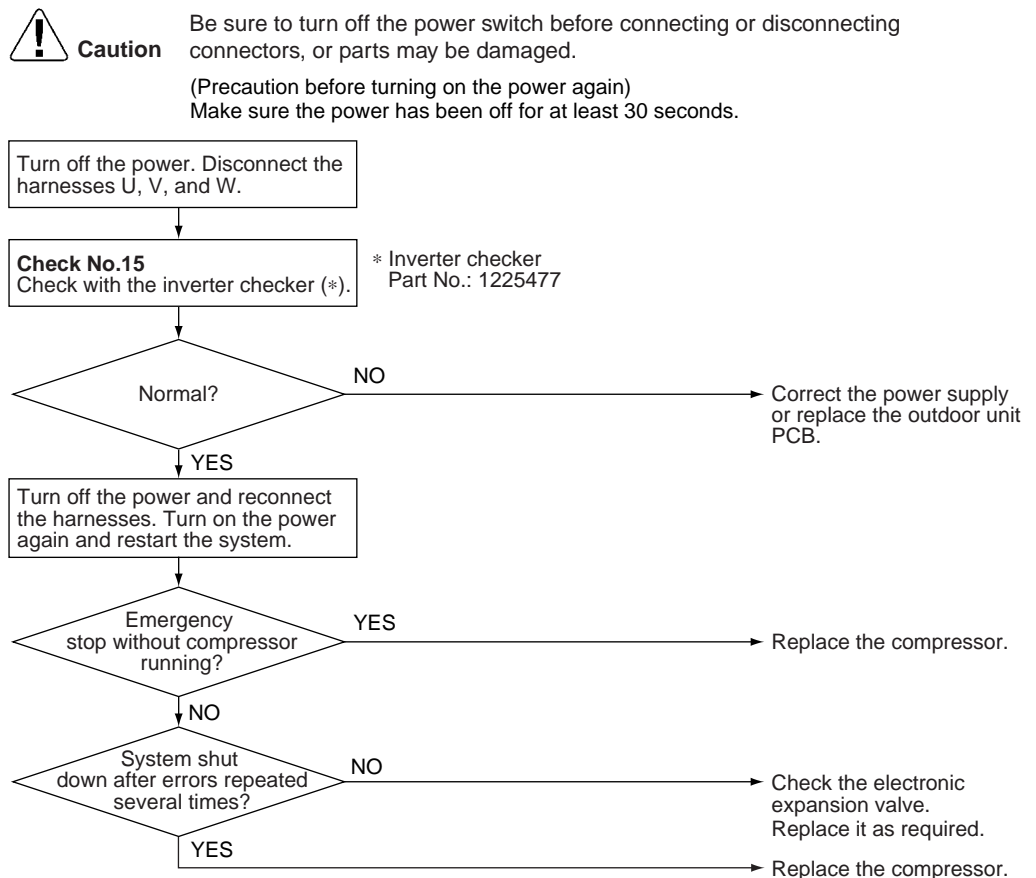 Caution
Be sure to turn off the power switch before connecting or disconnecting
connectors, or parts may be damaged.
(Precaution before turning on the power again)
Make sure the power has been off for at least 30 seconds.
Turn off the power. Disconnect the
harnesses U, V, and W.
Check No.15
Check with the inverter checker (*).
* Inverter checker
Part No.: 1225477
Normal?
NO
Correct the power supply
or replace the outdoor unit
PCB.
YES
Turn off the power and reconnect
the harnesses. Turn on the power
again and restart the system.
Emergency
stop without compressor
running?
YES
Replace the compressor.
NO
System shut
down after errors repeated
several times?
NO
Check the electronic
expansion valve.
Replace it as required.
YES
Replace the compressor.